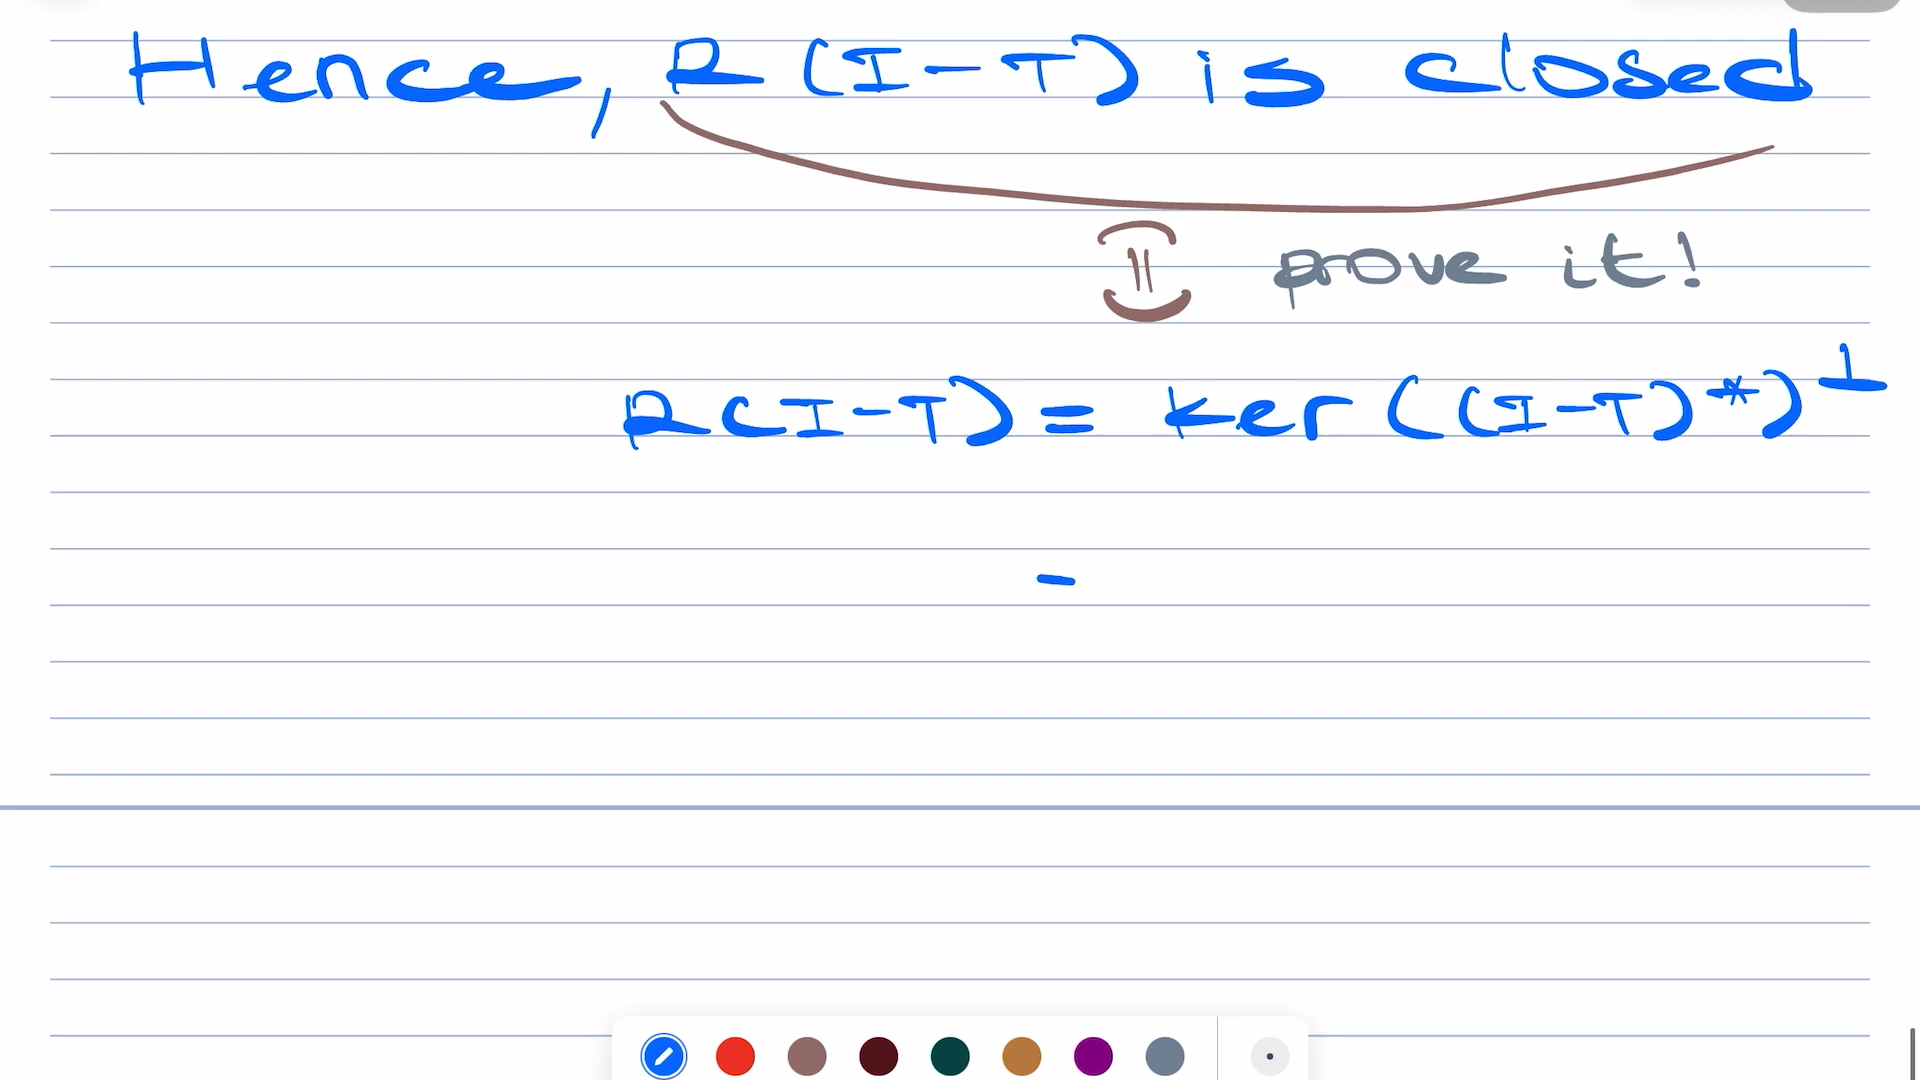 Hence, R(I-T) is closed
(=) prove it!
R(I-T) = ker((I-T)*)⊥
-